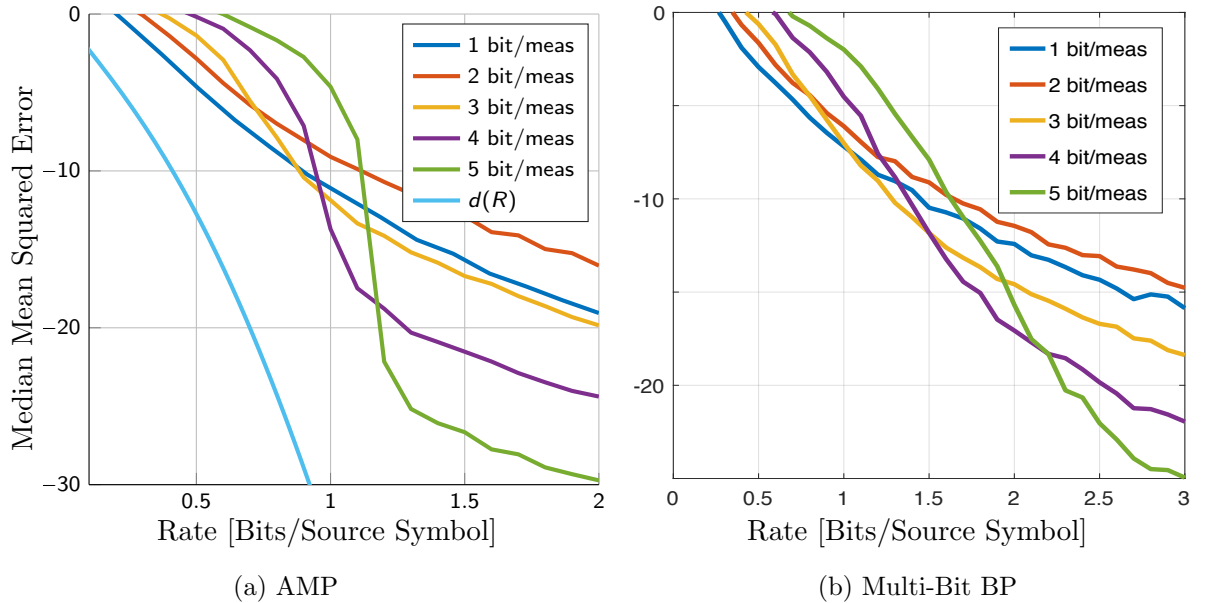 Median Mean Squared Error
0
−10
−20
−30
0.5
1
1.5
2
1 bit/meas
2 bit/meas
3 bit/meas
4 bit/meas
5 bit/meas
d(R)
Rate [Bits/Source Symbol]
(a) AMP
0
-10
-20
0
0.5
1
1.5
2
2.5
3
1 bit/meas
2 bit/meas
3 bit/meas
4 bit/meas
5 bit/meas
Rate [Bits/Source Symbol]
(b) Multi-Bit BP